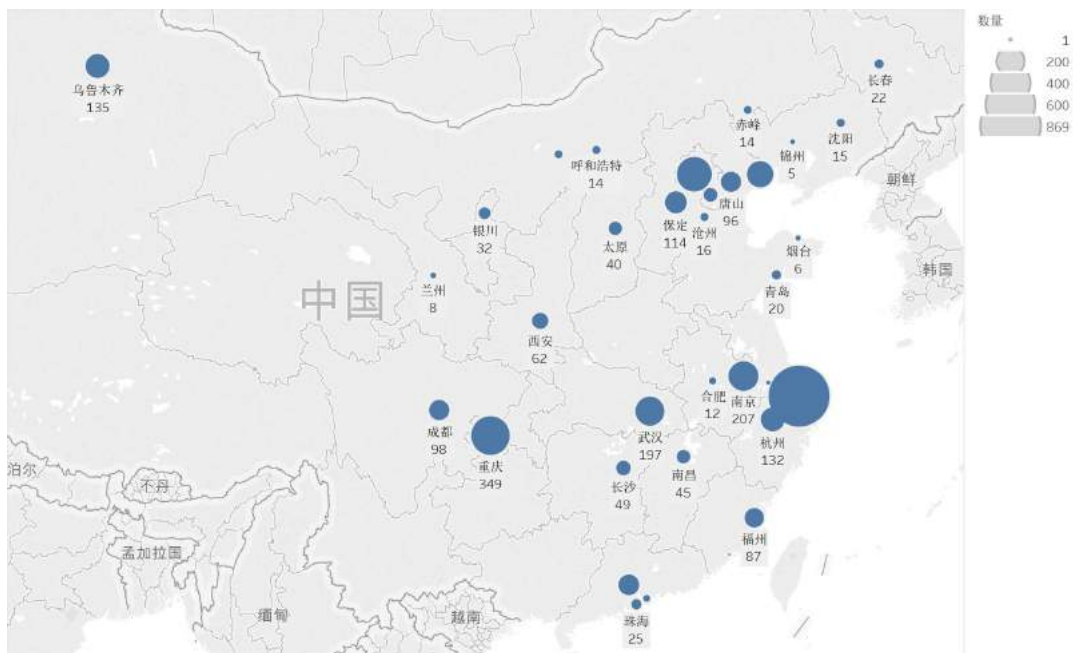 数量
1
200
400
600
869
乌鲁木齐
135
长春
22
赤峰
14
沈阳
15
锦州
5
呼和浩特
14
朝鲜
唐山
96
保定
114
沧州
16
银川
32
太原
40
烟台
6
韩国
兰州
8
青岛
20
中国
西安
62
合肥
12
南京
207
成都
98
武汉
197
杭州
132
重庆
349
长沙
49
南昌
45
泊尔
不丹
福州
87
孟加拉国
缅甸
越南
珠海
25